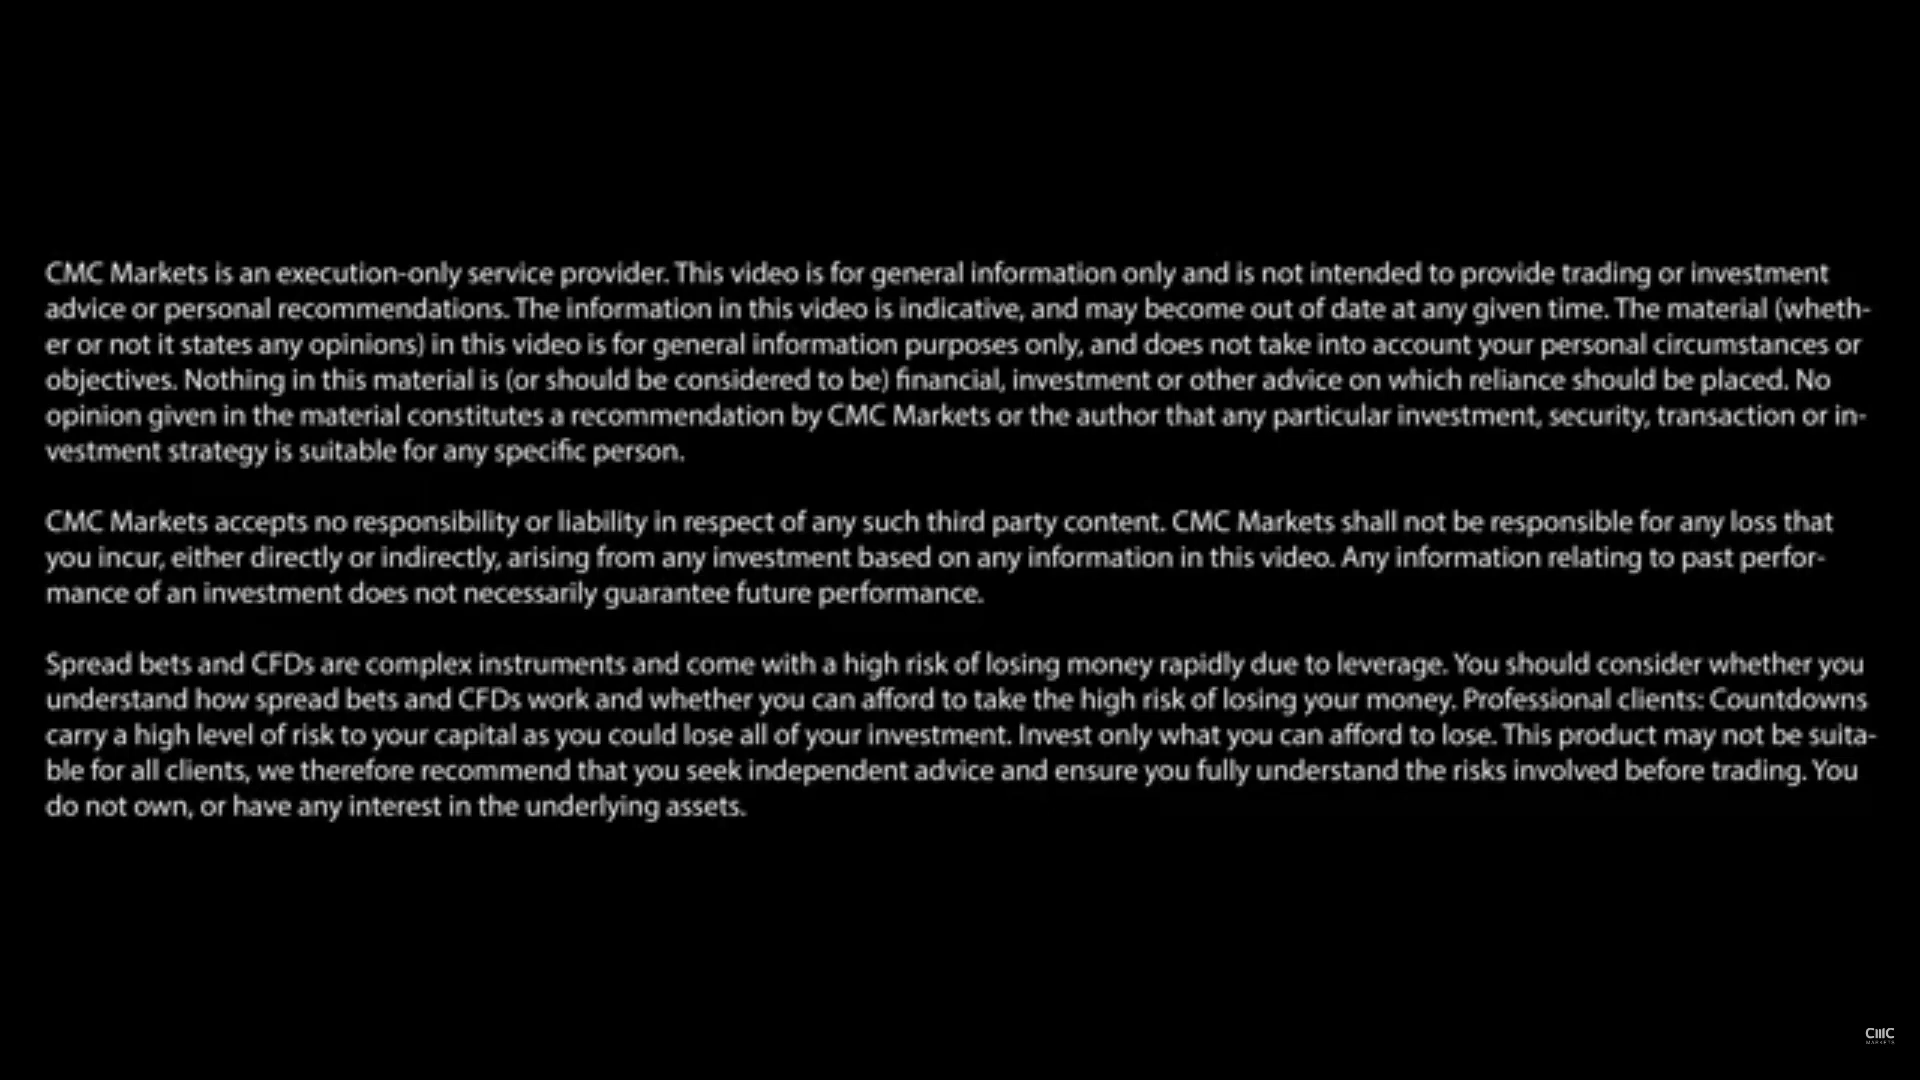 CMC Markets is an execution-only service provider. This video is for general information only and is not intended to provide trading or investment
advice or personal recommendations. The information in this video is indicative, and may become out of date at any given time. The material (wheth-
er or not it states any opinions) in this video is for general information purposes only, and does not take into account your personal circumstances or
objectives. Nothing in this material is (or should be considered to be) financial, investment or other advice on which reliance should be placed. No
opinion given in the material constitutes a recommendation by CMC Markets or the author that any particular investment, security, transaction or in-
vestment strategy is suitable for any specific person.
CMC Markets accepts no responsibility or liability in respect of any such third party content. CMC Markets shall not be responsible for any loss that
you incur, either directly or indirectly, arising from any investment based on any information in this video. Any information relating to past perfor-
mance of an investment does not necessarily guarantee future performance.
Spread bets and CFDs are complex instruments and come with a high risk of losing money rapidly due to leverage. You should consider whether you
understand how spread bets and CFDs work and whether you can afford to take the high risk of losing your money. Professional clients: Countdowns
carry a high level of risk to your capital as you could lose all of your investment. Invest only what you can afford to lose. This product may not be suita-
ble for all clients, we therefore recommend that you seek independent advice and ensure you fully understand the risks involved before trading. You
do not own, or have any interest in the underlying assets.
CMC
MARKETS